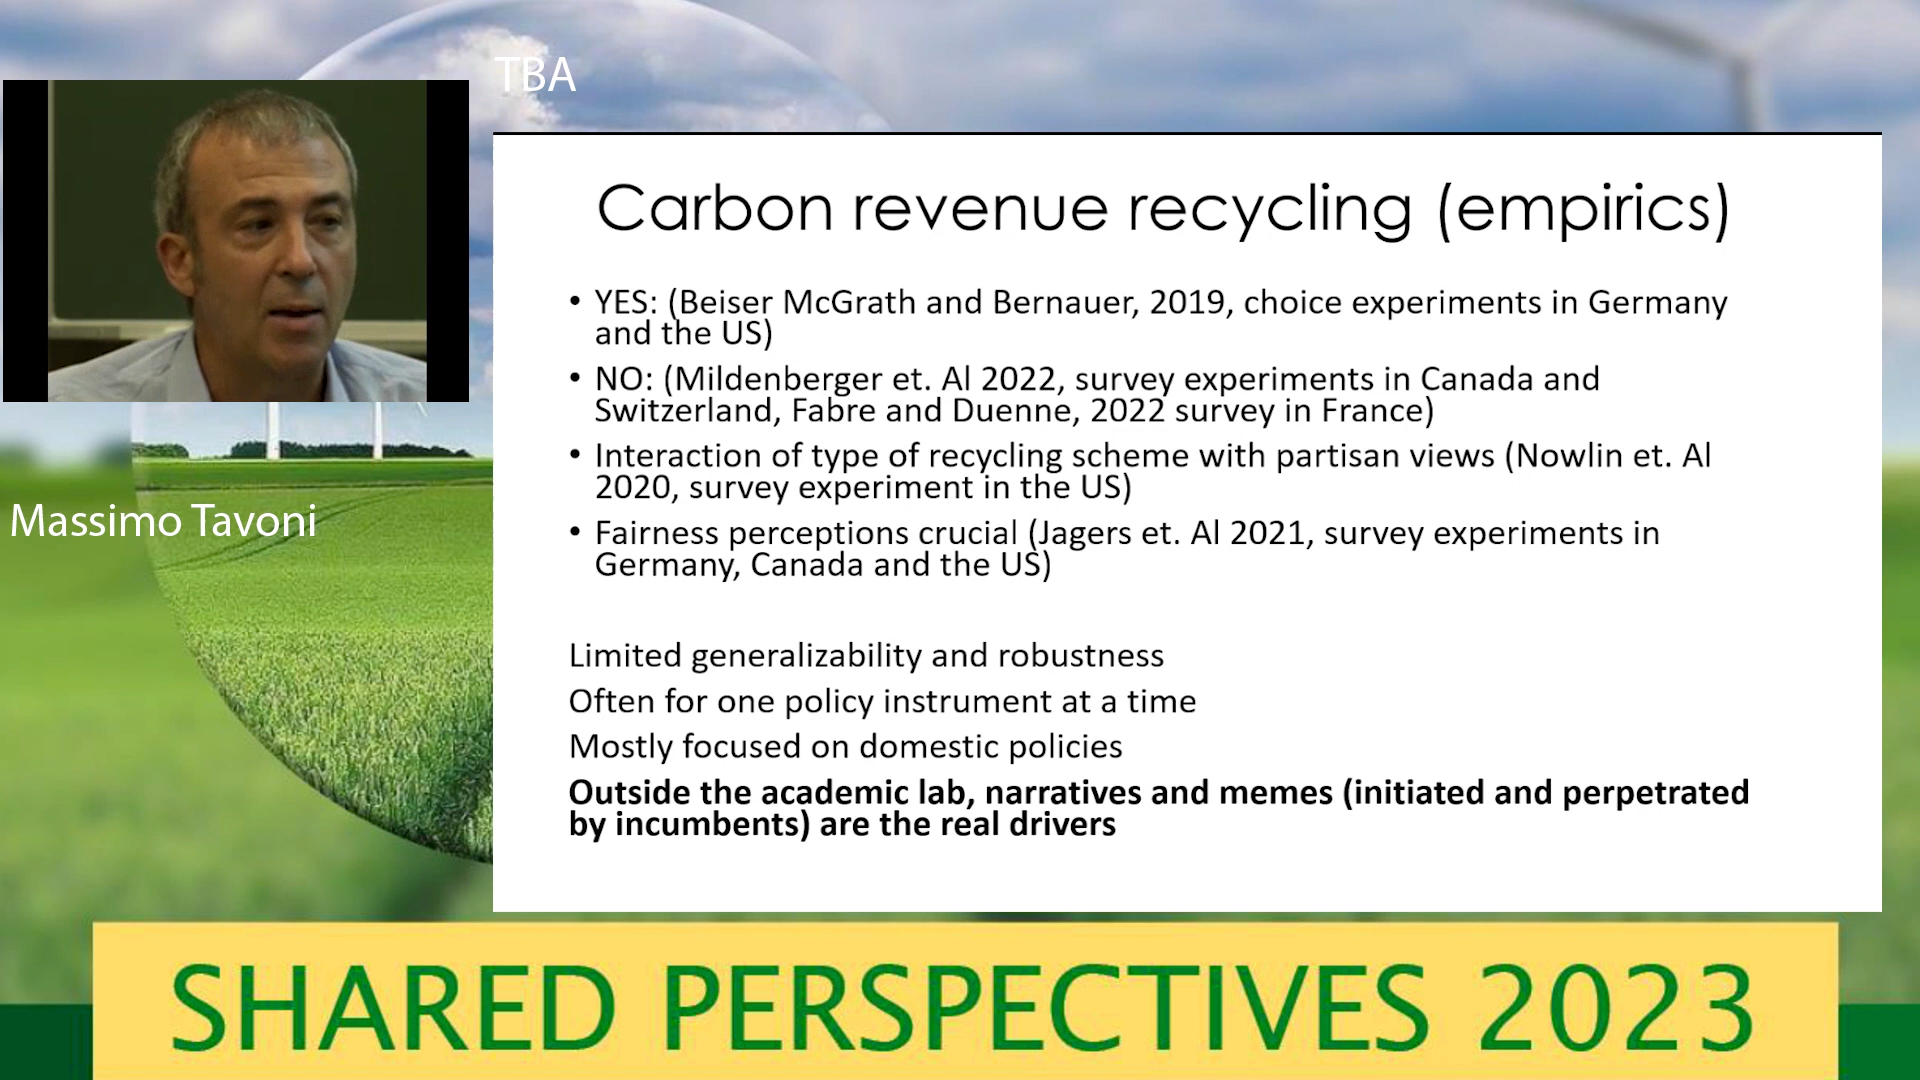 TBA
Massimo Tavoni
Carbon revenue recycling (empirics)
• YES: (Beiser McGrath and Bernauer, 2019, choice experiments in Germany
and the US)
• NO: (Mildenberger et. Al 2022, survey experiments in Canada and
Switzerland, Fabre and Duenne, 2022 survey in France)
• Interaction of type of recycling scheme with partisan views (Nowlin et. Al
2020, survey experiment in the US)
• Fairness perceptions crucial (Jagers et. Al 2021, survey experiments in
Germany, Canada and the US)
Limited generalizability and robustness
Often for one policy instrument at a time
Mostly focused on domestic policies
Outside the academic lab, narratives and memes (initiated and perpetrated
by incumbents) are the real drivers
SHARED PERSPECTIVES 2023